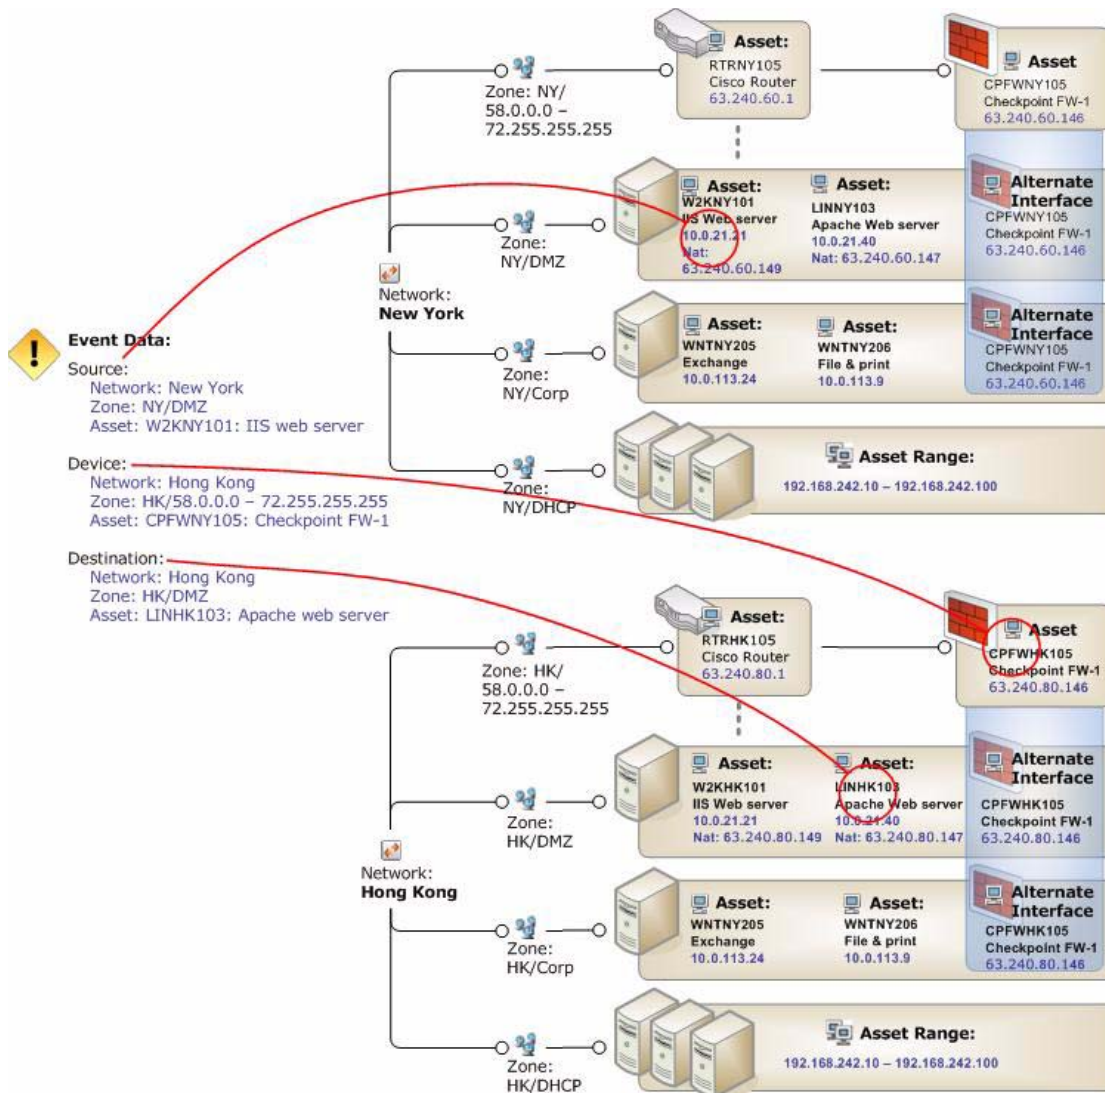 Asset:
RTRNY105
Cisco Router
63.240.60.1
Asset
CPFWNY105
Checkpoint FW-1
63.240.60.146
Zone: NY/
58.0.0.0 –
72.255.255.255
Asset:
W2KNY101
IIS Web server
10.0.21.21
Nat:
63.240.60.149
Asset:
LINNY103
Apache Web server
10.0.21.40
Nat: 63.240.60.147
Alternate
Interface
CPFWNY105
Checkpoint FW-1
63.240.60.146
Zone:
NY/DMZ
Network:
New York
Asset:
WNTNY205
Exchange
10.0.113.24
Asset:
WNTNY206
File & print
10.0.113.9
Alternate
Interface
CPFWNY105
Checkpoint FW-1
63.240.60.146
Zone:
NY/Corp
Asset Range:
192.168.242.10 – 192.168.242.100
Zone:
NY/DHCP
Event Data:
Source:
Network: New York
Zone: NY/DMZ
Asset: W2KNY101: IIS web server
Device:
Network: Hong Kong
Zone: HK/58.0.0.0 – 72.255.255.255
Asset: CPFWNY105: Checkpoint FW-1
Destination:
Network: Hong Kong
Zone: HK/DMZ
Asset: LINHK103: Apache web server
Asset:
RTRHK105
Cisco Router
63.240.80.1
Asset
CPFWHK105
Checkpoint FW-1
63.240.80.146
Zone: HK/
58.0.0.0 –
72.255.255.255
Asset:
W2KHK101
IIS Web server
10.0.21.21
Nat: 63.240.80.149
Asset:
LINHK103
Apache Web server
10.0.21.40
Nat: 63.240.80.147
Alternate
Interface
CPFWHK105
Checkpoint FW-1
63.240.80.146
Zone:
HK/DMZ
Network:
Hong Kong
Asset:
WNTNY205
Exchange
10.0.113.24
Asset:
WNTNY206
File & print
10.0.113.9
Alternate
Interface
CPFWHK105
Checkpoint FW-1
63.240.80.146
Zone:
HK/Corp
Asset Range:
192.168.242.10 – 192.168.242.100
Zone:
HK/DHCP